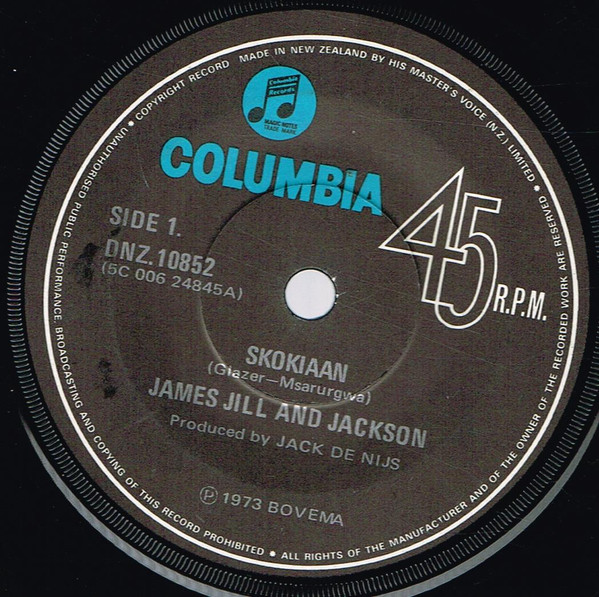 UNAUTHORISED PUBLIC PERFORMANCE, BROADCASTING AND COPYING OF THIS RECORD PROHIBITED • ALL RIGHTS OF THE MANUFACTURER AND OF THE OWNER OF THE RECORDED WORK ARE RESERVED • COPYRIGHT RECORD MADE IN NEW ZEALAND BY HIS MASTER'S VOICE (N.Z.) LIMITED •
Columbia
Records
MAGIC NOTES
TRADE MARK
COLUMBIA
SIDE 1.
DNZ.10852
(5C 006 24845A)
45 R.P.M.
SKOKIAAN
(Glazer—Msarurgwa)
JAMES JILL AND JACKSON
Produced by JACK DE NIJS
Ⓟ 1973 BOVEMA